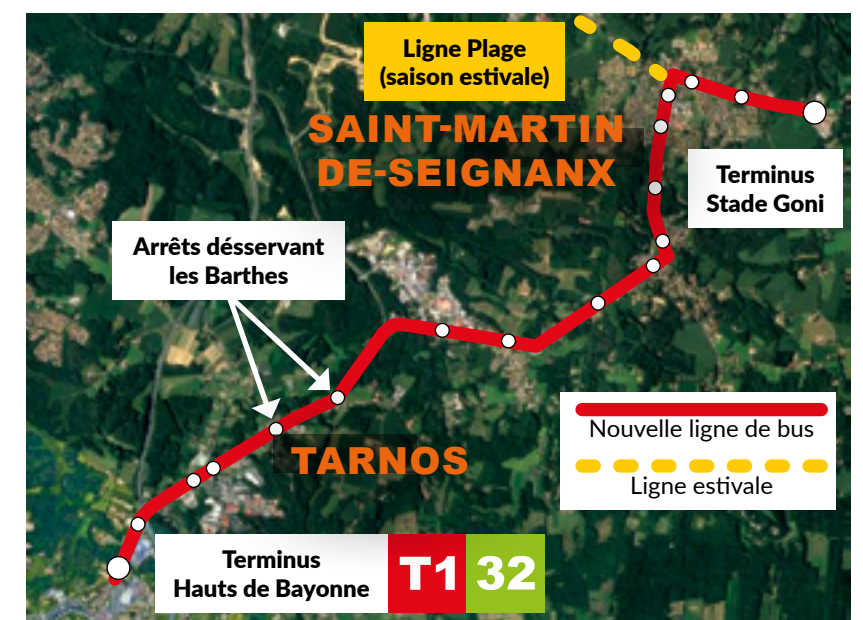 Ligne Plage
(saison estivale)
SAINT-MARTIN
DE-SEIGNANX
Terminus
Stade Goni
Arrêts désservant
les Barthes
Nouvelle ligne de bus
Ligne estivale
TARNOS
Terminus
Hauts de Bayonne
T1 32